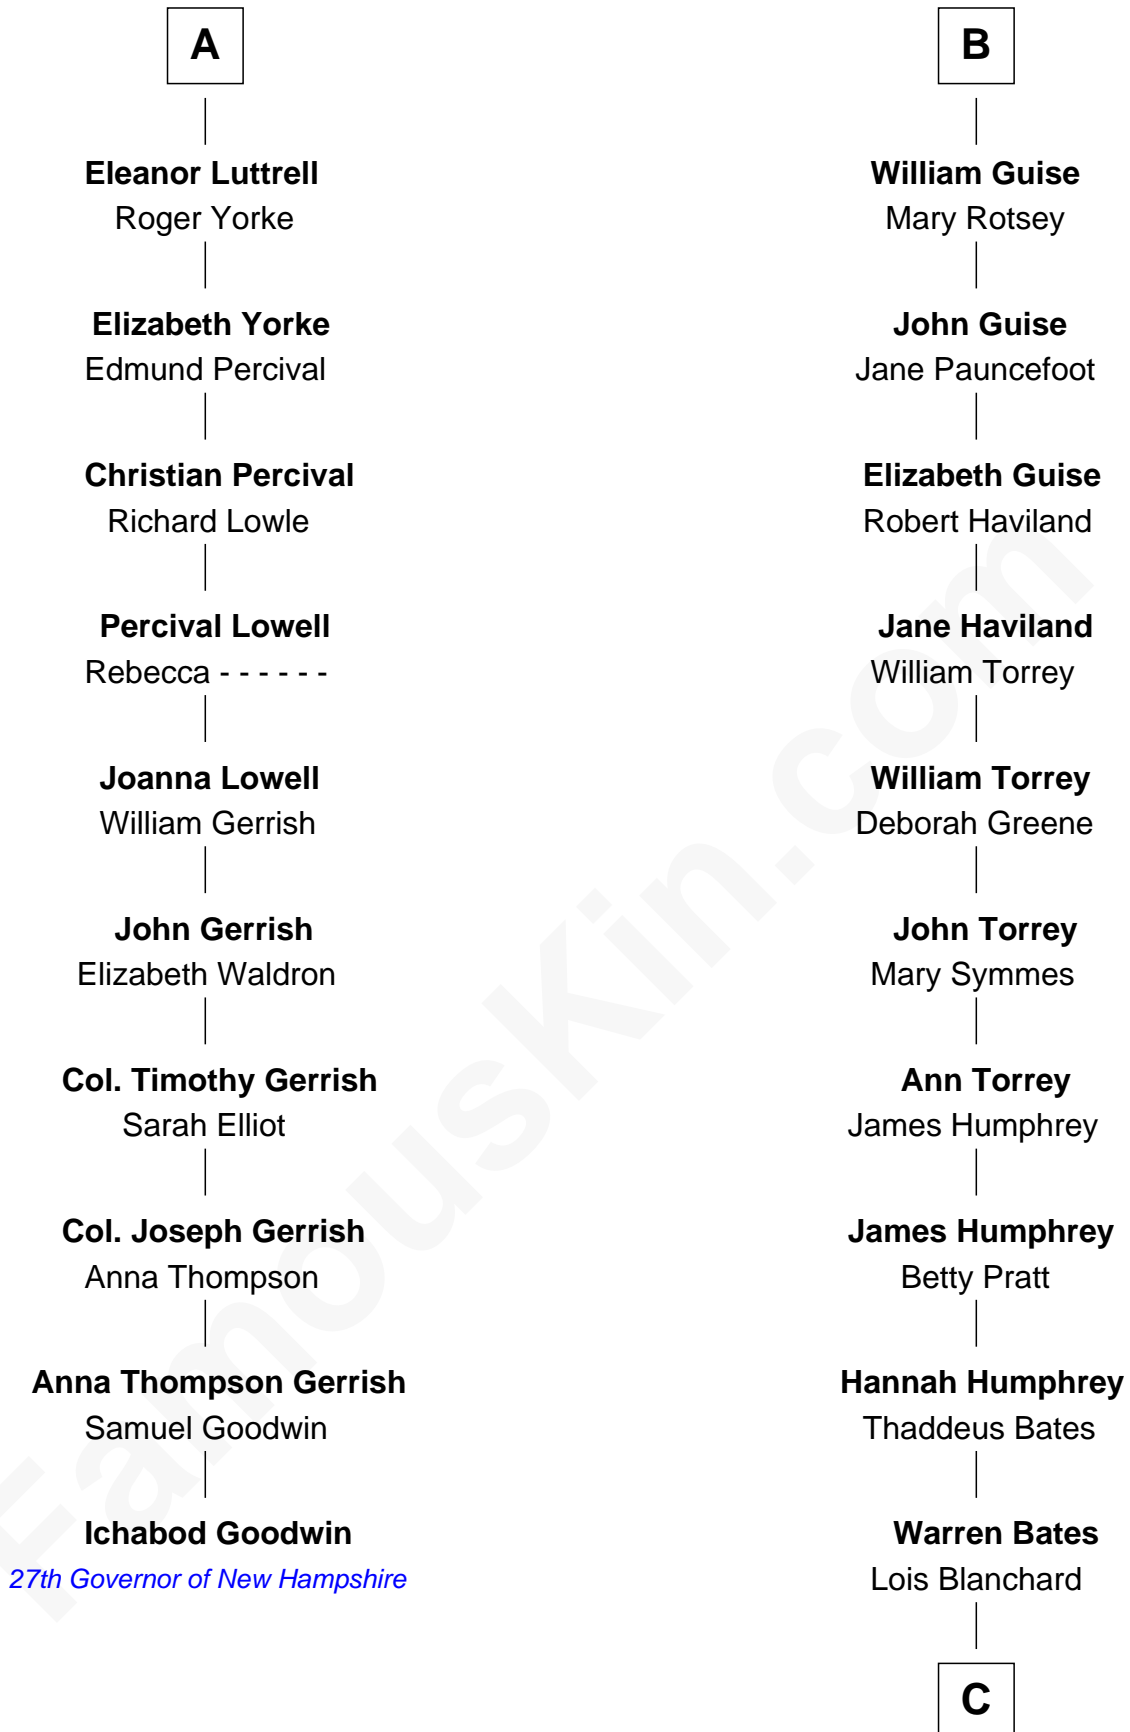 A
Eleanor Luttrell
Roger Yorke
Elizabeth Yorke
Edmund Percival
Christian Percival
Richard Lowle
Percival Lowell
Rebecca - - - - - -
Joanna Lowell
William Gerrish
John Gerrish
Elizabeth Waldron
Col. Timothy Gerrish
Sarah Elliot
Col. Joseph Gerrish
Anna Thompson
Anna Thompson Gerrish
Samuel Goodwin
Ichabod Goodwin
27th Governor of New Hampshire
B
William Guise
Mary Rotsey
John Guise
Jane Pauncefoot
Elizabeth Guise
Robert Haviland
Jane Haviland
William Torrey
William Torrey
Deborah Greene
John Torrey
Mary Symmes
Ann Torrey
James Humphrey
James Humphrey
Betty Pratt
Hannah Humphrey
Thaddeus Bates
Warren Bates
Lois Blanchard
C
FamousKin.com